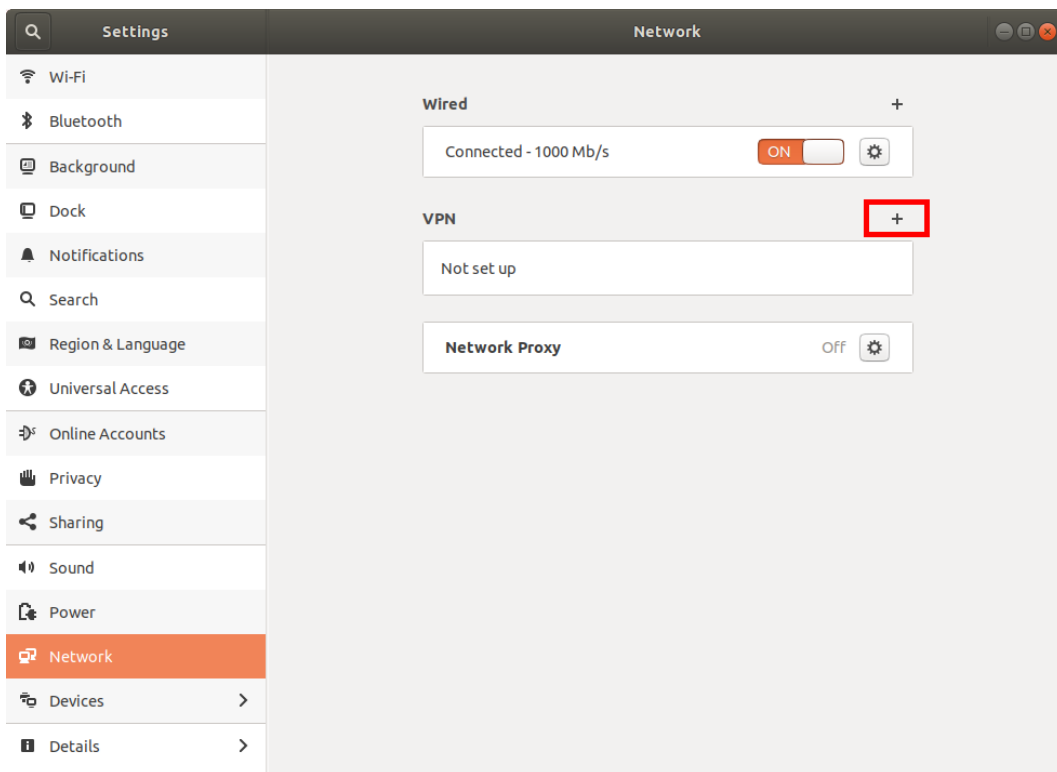 Settings
Network
Wi-Fi
Bluetooth
Background
Dock
Notifications
Search
Region & Language
Universal Access
Online Accounts
Privacy
Sharing
Sound
Power
Network
Devices
Details
Wired +
Connected - 1000 Mb/s ON
VPN +
Not set up
Network Proxy Off